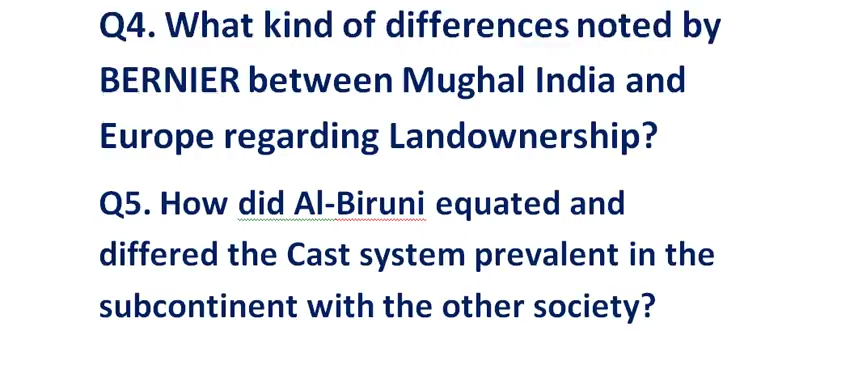 Q4. What kind of differences noted by
BERNIER between Mughal India and
Europe regarding Landownership?
Q5. How did Al-Biruni equated and
differed the Cast system prevalent in the
subcontinent with the other society?